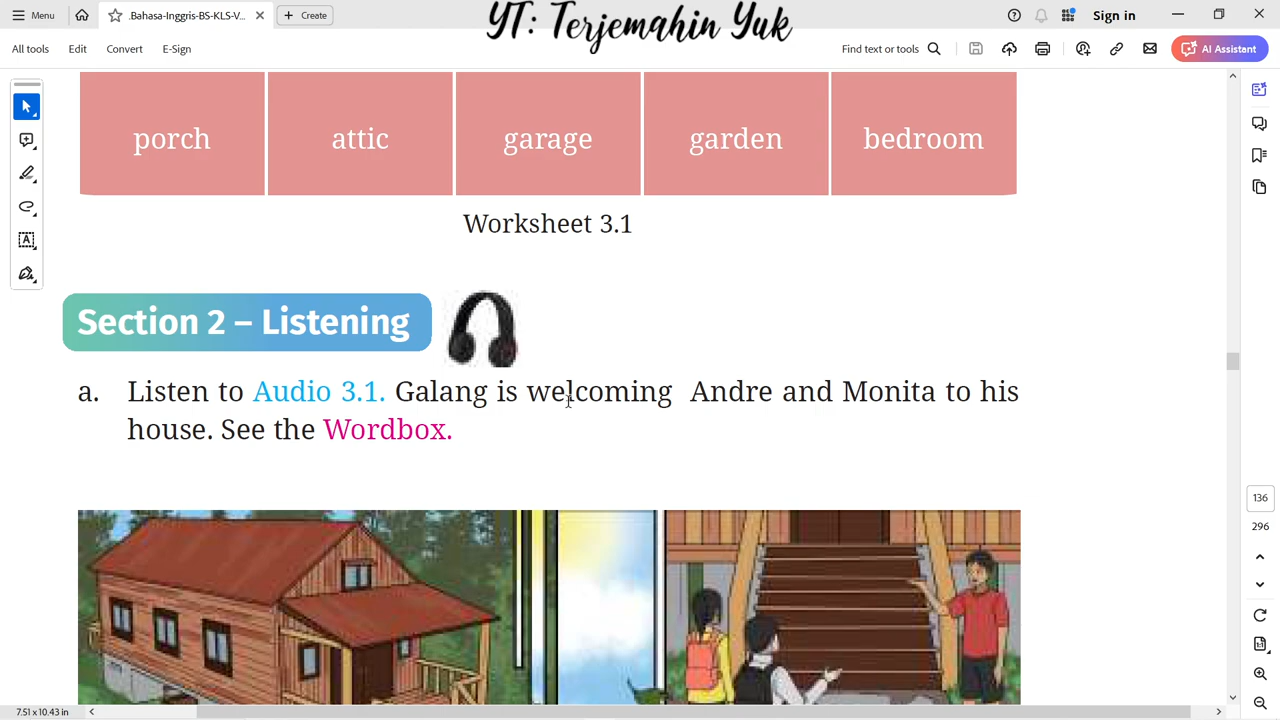 Menu
.Bahasa-Inggris-BS-KLS-V...
Create
YT: Terjemahin Yuk
Sign in
All tools
Edit
Convert
E-Sign
Find text or tools
AI Assistant
porch
attic
garage
garden
bedroom
Worksheet 3.1
Section 2 – Listening
a. Listen to Audio 3.1. Galang is welcoming Andre and Monita to his
house. See the Wordbox.
136
296
7.51 x 10.43 in